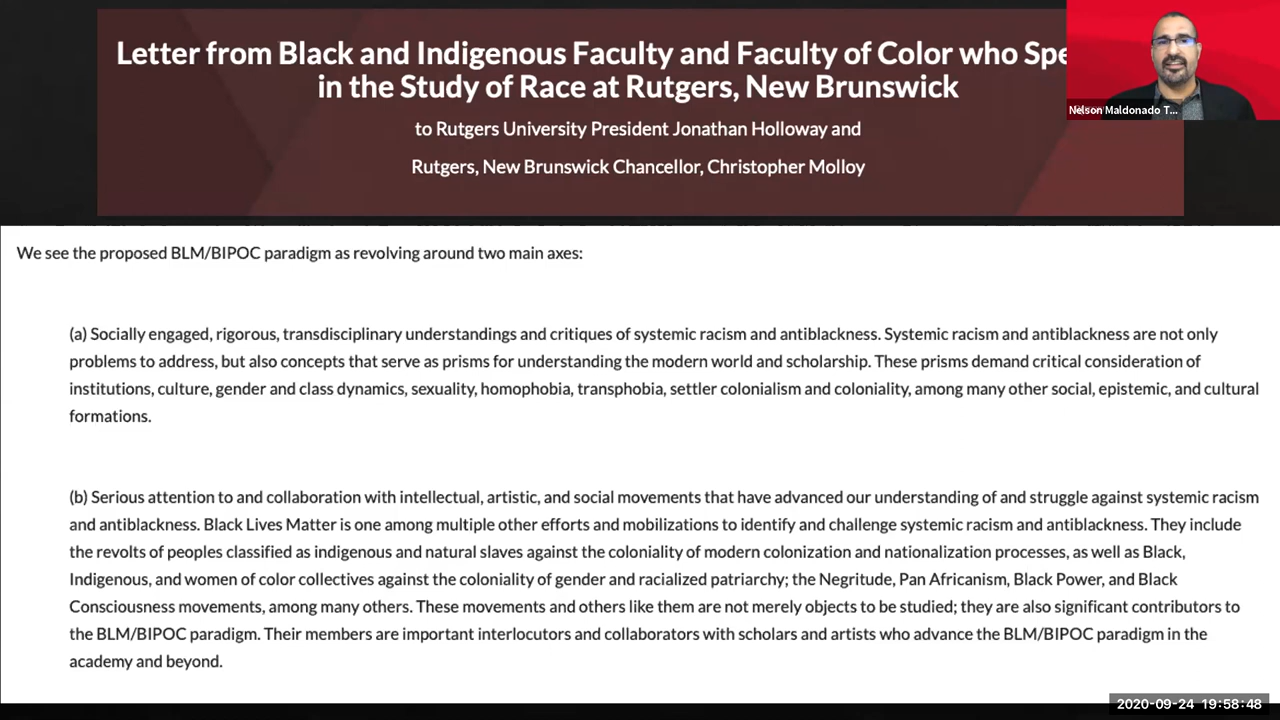 Letter from Black and Indigenous Faculty and Faculty of Color who Spe
in the Study of Race at Rutgers, New Brunswick
to Rutgers University President Jonathan Holloway and
Rutgers, New Brunswick Chancellor, Christopher Molloy
Nelson Maldonado T...
We see the proposed BLM/BIPOC paradigm as revolving around two main axes:
(a) Socially engaged, rigorous, transdisciplinary understandings and critiques of systemic racism and antiblackness. Systemic racism and antiblackness are not only
problems to address, but also concepts that serve as prisms for understanding the modern world and scholarship. These prisms demand critical consideration of
institutions, culture, gender and class dynamics, sexuality, homophobia, transphobia, settler colonialism and coloniality, among many other social, epistemic, and cultural
formations.
(b) Serious attention to and collaboration with intellectual, artistic, and social movements that have advanced our understanding of and struggle against systemic racism
and antiblackness. Black Lives Matter is one among multiple other efforts and mobilizations to identify and challenge systemic racism and antiblackness. They include
the revolts of peoples classified as indigenous and natural slaves against the coloniality of modern colonization and nationalization processes, as well as Black,
Indigenous, and women of color collectives against the coloniality of gender and racialized patriarchy; the Negritude, Pan Africanism, Black Power, and Black
Consciousness movements, among many others. These movements and others like them are not merely objects to be studied; they are also significant contributors to
the BLM/BIPOC paradigm. Their members are important interlocutors and collaborators with scholars and artists who advance the BLM/BIPOC paradigm in the
academy and beyond.
2020-09-24 19:58:48